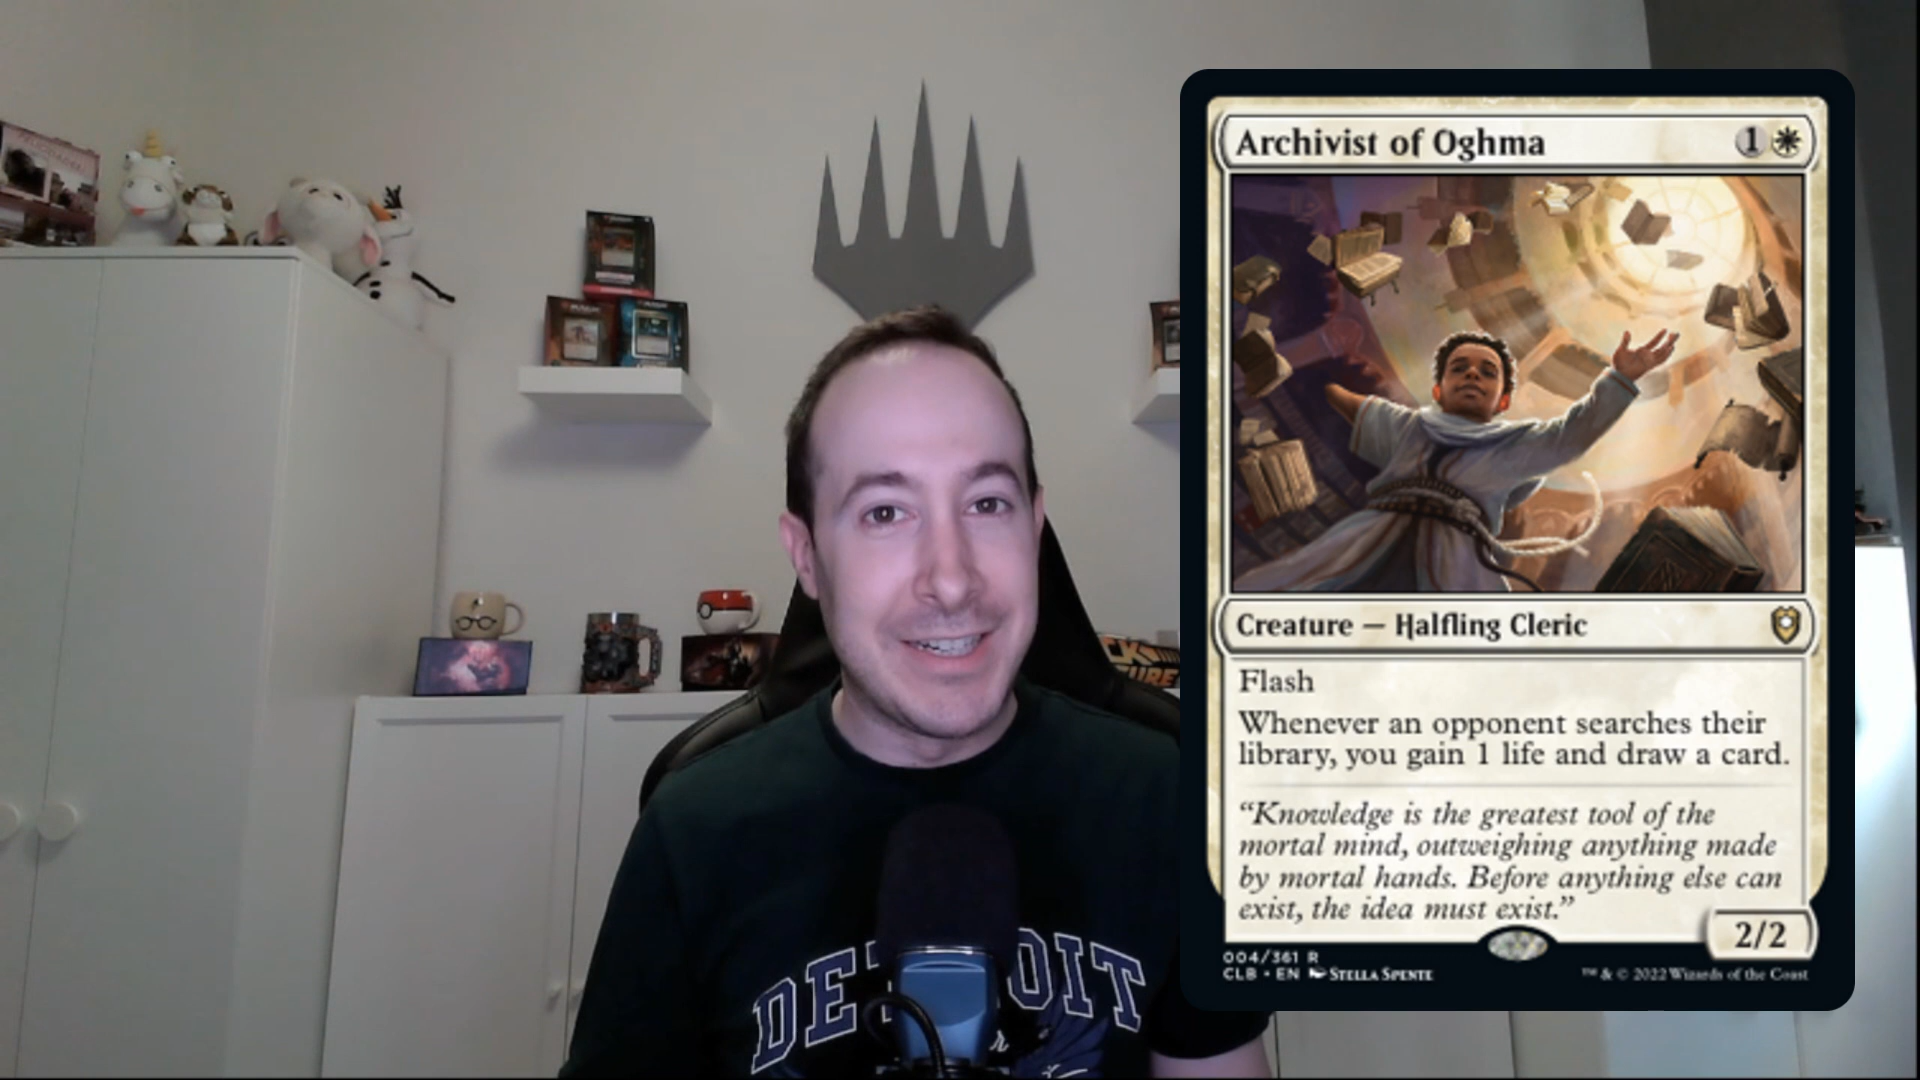 Archivist of Oghma
1
Creature — Halfling Cleric
Flash
Whenever an opponent searches their
library, you gain 1 life and draw a card.
“Knowledge is the greatest tool of the
mortal mind, outweighing anything made
by mortal hands. Before anything else can
exist, the idea must exist.”
2/2
004/361 R
CLB • EN STELLA SPENTE
™ & © 2022 Wizards of the Coast
DETROIT